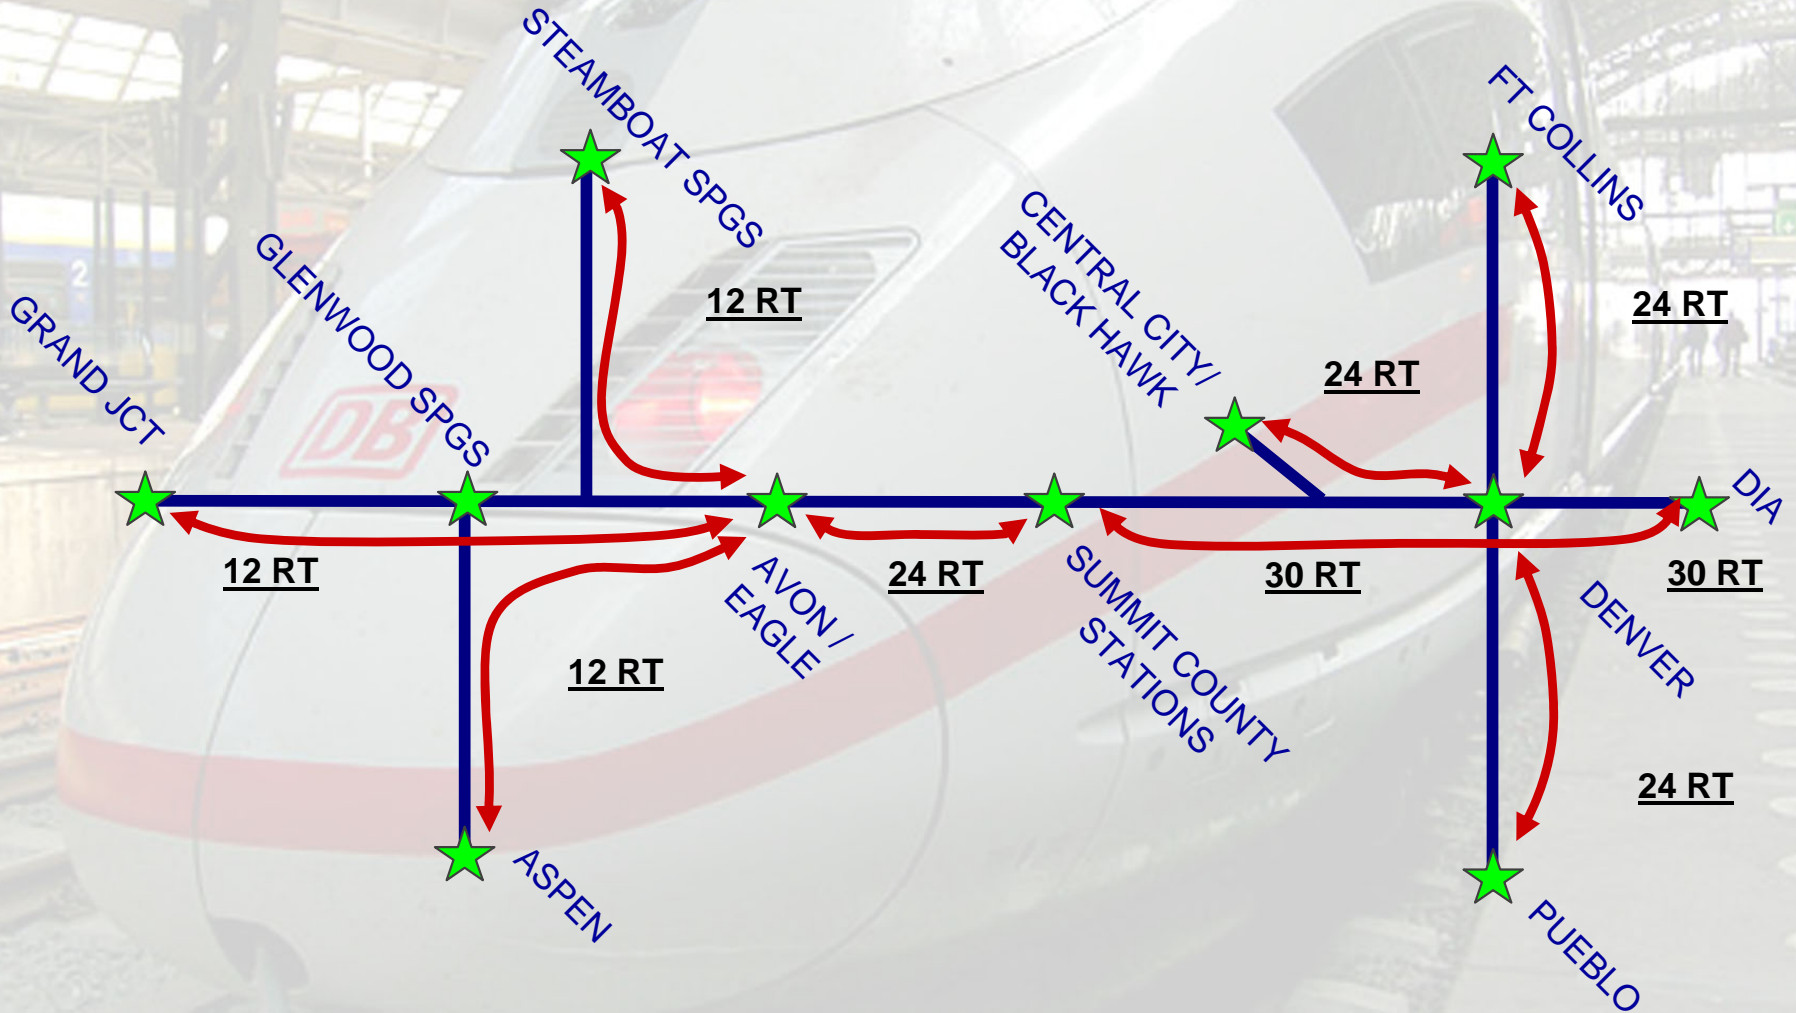 STEAMBOAT SPGS
FT COLLINS
CENTRAL CITY/
BLACK HAWK
GLENWOOD SPGS
GRAND JCT
2
12 RT
24 RT
24 RT
DB
DIA
12 RT
24 RT
30 RT
30 RT
AVON /
EAGLE
SUMMIT COUNTY
STATIONS
DENVER
12 RT
24 RT
ASPEN
PUEBLO